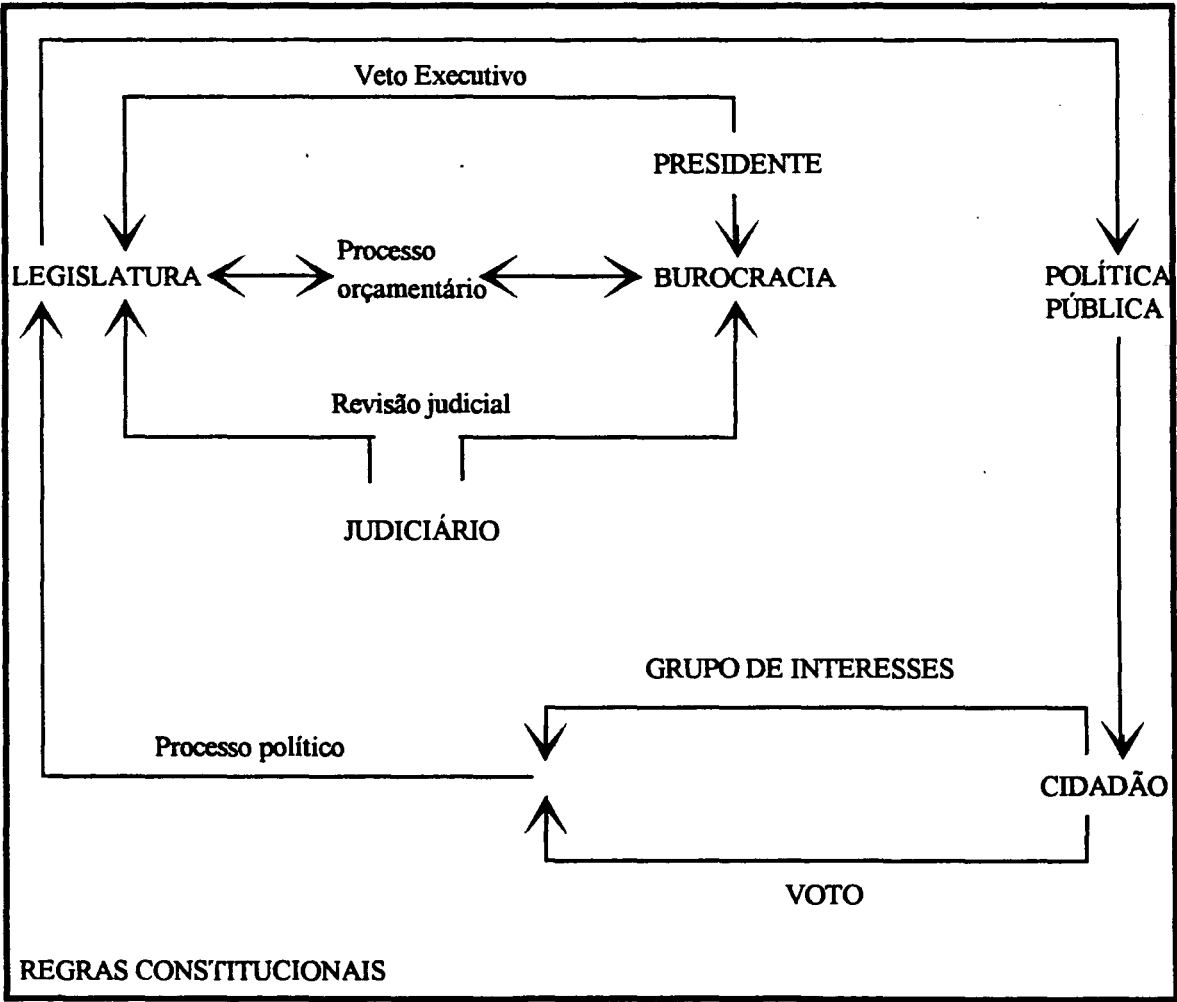 Veto Executivo
PRESIDENTE
LEGISLATURA
Processo
orçamentário
BUROCRACIA
POLÍTICA
PÚBLICA
Revisão judicial
JUDICIÁRIO
GRUPO DE INTERESSES
Processo político
CIDADÃO
VOTO
REGRAS CONSTITUCIONAIS